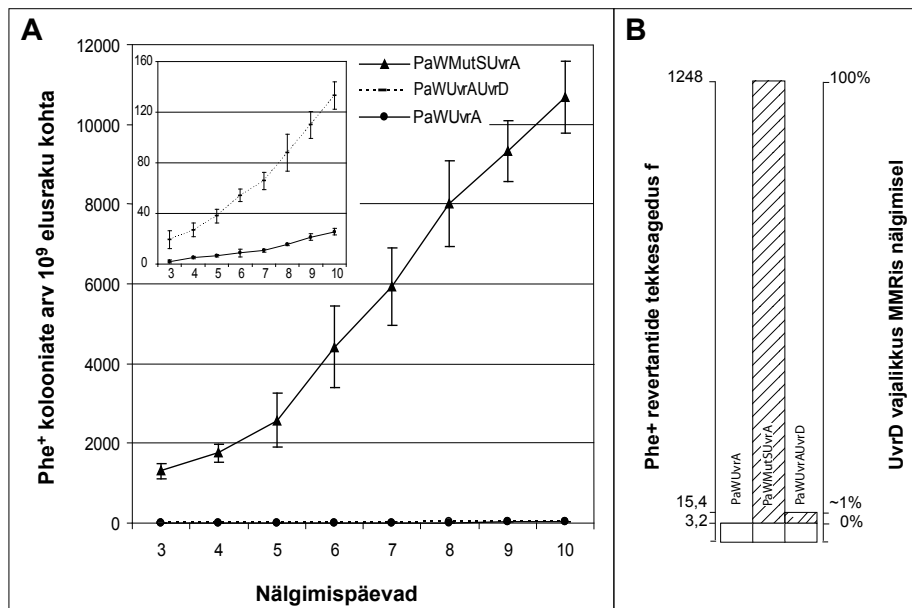 A
Phe⁺ kolooniate arv 10⁹ elusraku kohta
12000
10000
8000
6000
4000
2000
0
160
120
80
40
0
3 4 5 6 7 8 9 10
PaWMutSUvrA
PaWUvrAUvrD
PaWUvrA
3 4 5 6 7 8 9 10
Nälgimispäevad
B
Phe+ revertantide tekkesagedus f
1248
15,4
3,2
PaWUvrA
PaWMutSUvrA
PaWUvrAUvrD
100%
~1%
0%
UvrD vajalikkus MMRis nälgimisel